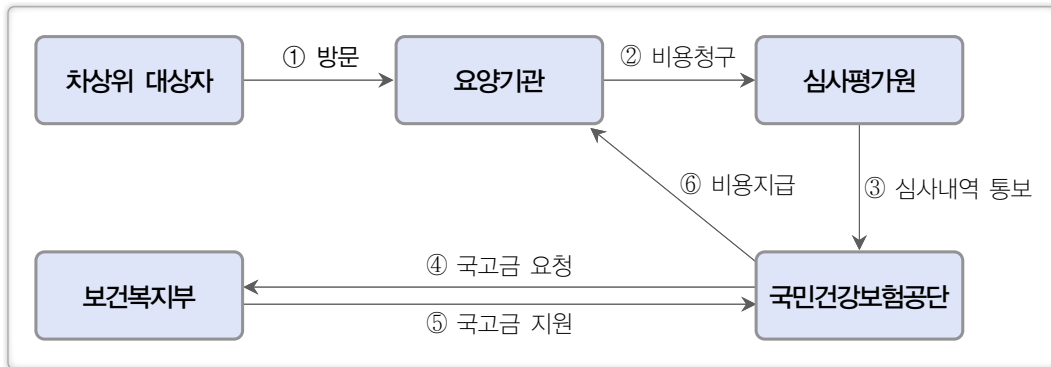 차상위 대상자
① 방문
요양기관
② 비용청구
심사평가원
⑥ 비용지급
③ 심사내역 통보
보건복지부
④ 국고금 요청
⑤ 국고금 지원
국민건강보험공단